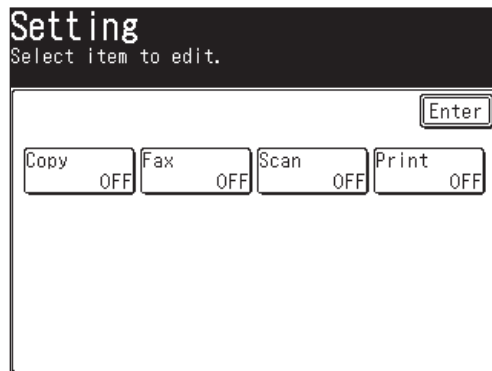 Setting
Select item to edit.
Enter
Copy Fax Scan Print
OFF OFF OFF OFF